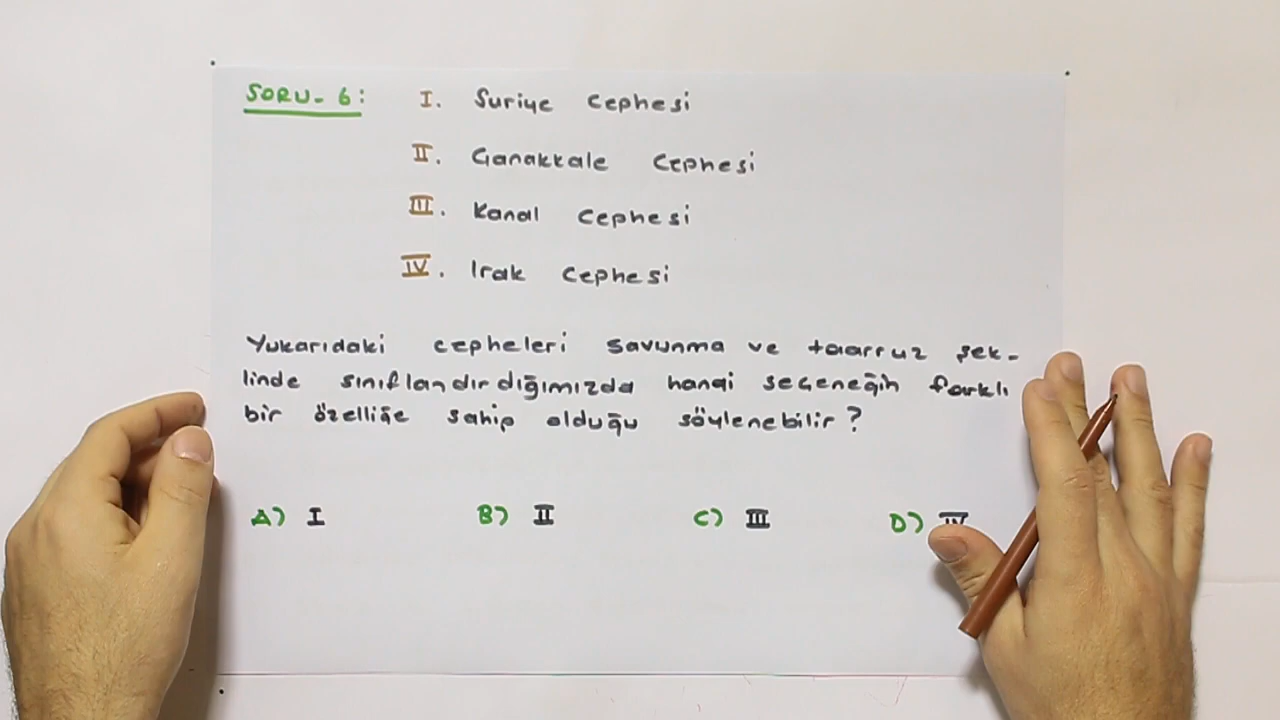 SORU-6: I. Suriye Cephesi
II. Çanakkale Cephesi
III. Kanal Cephesi
IV. Irak Cephesi
Yukarıdaki cepheleri savunma ve taarruz şek-
linde sınıflandırdığımızda hangi seçeneğin farklı
bir özelliğe sahip olduğu söylenebilir?
A) I B) II C) III D) IV